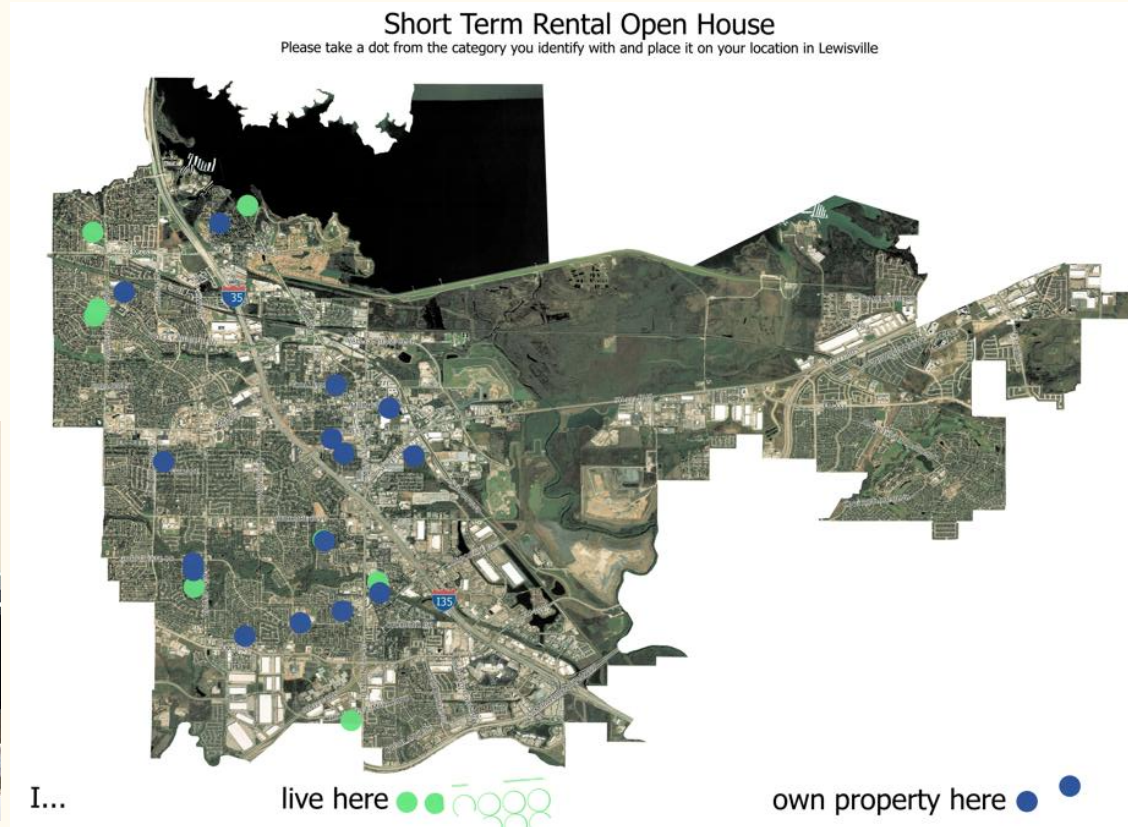 Short Term Rental Open House
Please take a dot from the category you identify with and place it on your location in Lewisville
35
I35
I...
live here
own property here